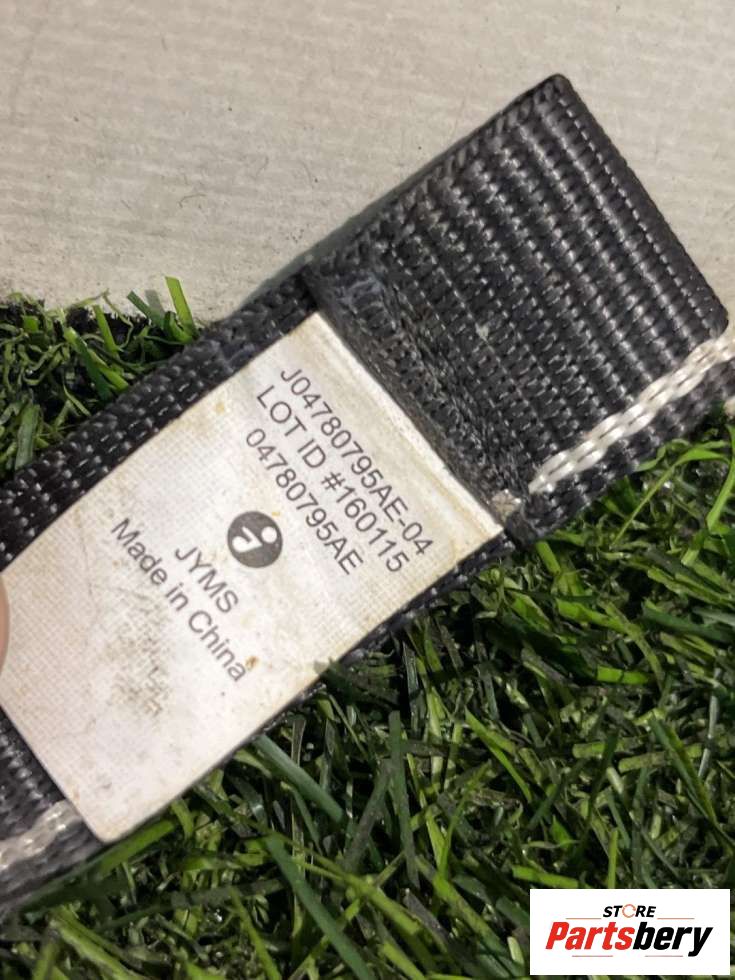 J04780795AE-04
LOT ID #160115
04780795AE
JYMS
Made in China
STORE
Partsbery